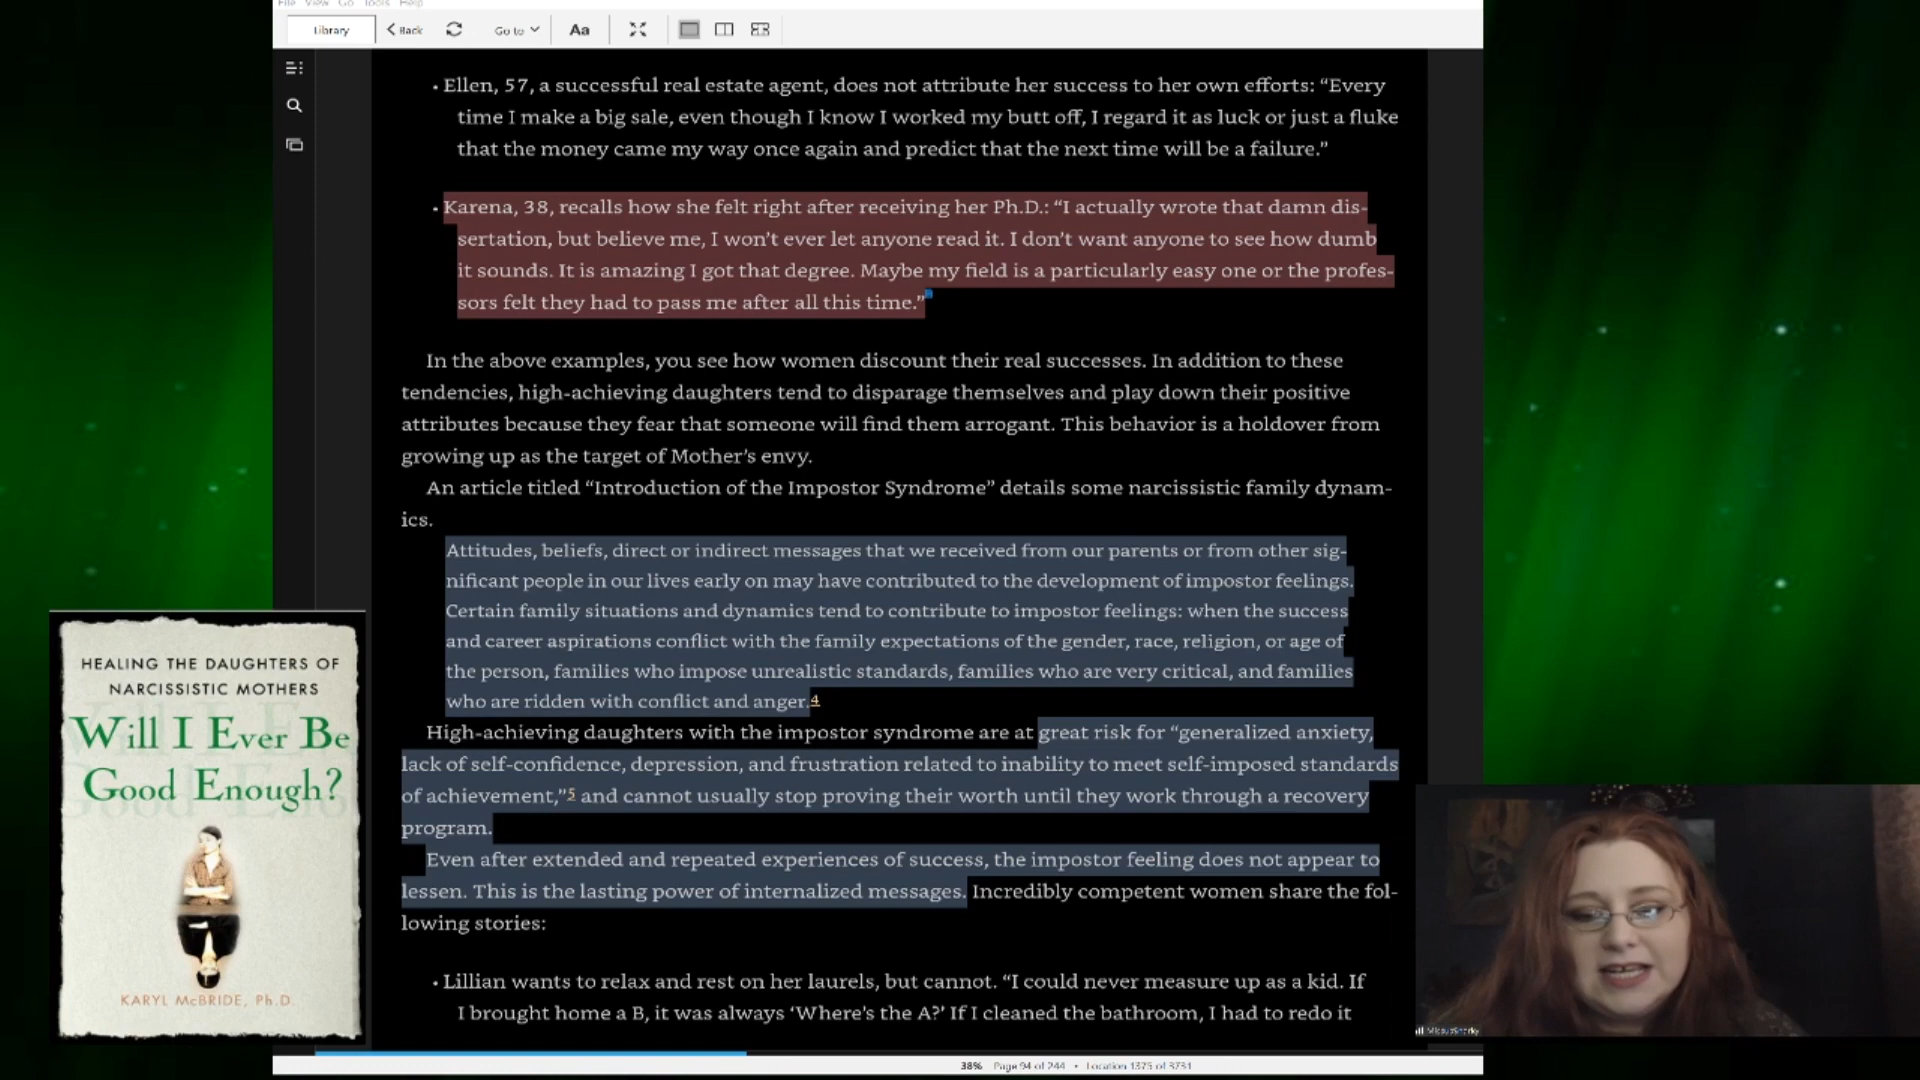 File View Go Tools Help
Library
Back
Go to
Aa
• Ellen, 57, a successful real estate agent, does not attribute her success to her own efforts: “Every
time I make a big sale, even though I know I worked my butt off, I regard it as luck or just a fluke
that the money came my way once again and predict that the next time will be a failure.”
• Karena, 38, recalls how she felt right after receiving her Ph.D.: “I actually wrote that damn dis-
sertation, but believe me, I won’t ever let anyone read it. I don’t want anyone to see how dumb
it sounds. It is amazing I got that degree. Maybe my field is a particularly easy one or the profes-
sors felt they had to pass me after all this time.”
In the above examples, you see how women discount their real successes. In addition to these
tendencies, high-achieving daughters tend to disparage themselves and play down their positive
attributes because they fear that someone will find them arrogant. This behavior is a holdover from
growing up as the target of Mother’s envy.
An article titled “Introduction of the Impostor Syndrome” details some narcissistic family dynam-
ics.
Attitudes, beliefs, direct or indirect messages that we received from our parents or from other sig-
nificant people in our lives early on may have contributed to the development of impostor feelings.
Certain family situations and dynamics tend to contribute to impostor feelings: when the success
and career aspirations conflict with the family expectations of the gender, race, religion, or age of
the person, families who impose unrealistic standards, families who are very critical, and families
who are ridden with conflict and anger.4
High-achieving daughters with the impostor syndrome are at great risk for “generalized anxiety,
lack of self-confidence, depression, and frustration related to inability to meet self-imposed standards
of achievement,”5 and cannot usually stop proving their worth until they work through a recovery
program.
Even after extended and repeated experiences of success, the impostor feeling does not appear to
lessen. This is the lasting power of internalized messages. Incredibly competent women share the fol-
lowing stories:
• Lillian wants to relax and rest on her laurels, but cannot. “I could never measure up as a kid. If
I brought home a B, it was always ‘Where’s the A?’ If I cleaned the bathroom, I had to redo it
38% Page 94 of 244 • Location 1375 of 3731
HEALING THE DAUGHTERS OF
NARCISSISTIC MOTHERS
Will I Ever Be
Good Enough?
KARYL McBRIDE, Ph.D.